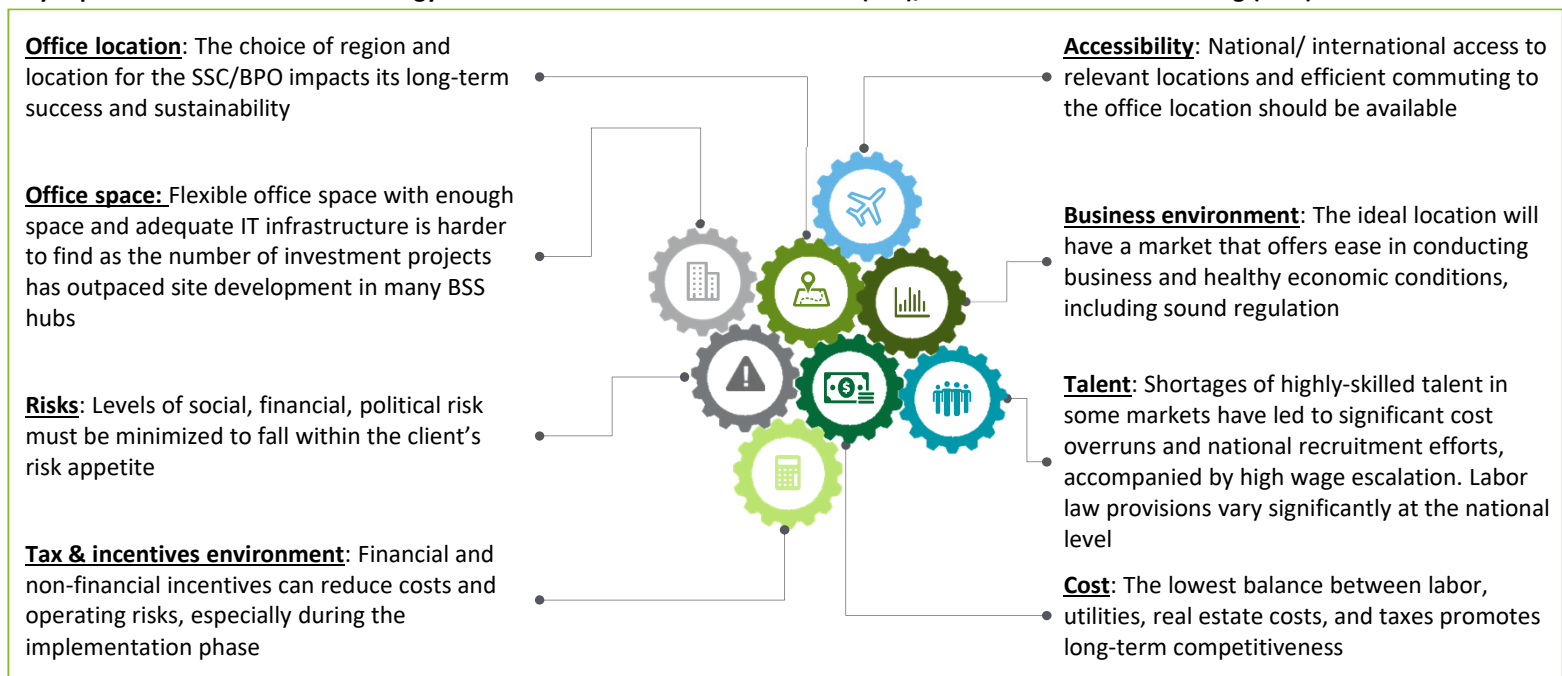 Office location: The choice of region and
location for the SSC/BPO impacts its long-term
success and sustainability
Office space: Flexible office space with enough
space and adequate IT infrastructure is harder
to find as the number of investment projects
has outpaced site development in many BSS
hubs
Risks: Levels of social, financial, political risk
must be minimized to fall within the client’s
risk appetite
Tax & incentives environment: Financial and
non-financial incentives can reduce costs and
operating risks, especially during the
implementation phase
Accessibility: National/ international access to
relevant locations and efficient commuting to
the office location should be available
Business environment: The ideal location will
have a market that offers ease in conducting
business and healthy economic conditions,
including sound regulation
Talent: Shortages of highly-skilled talent in
some markets have led to significant cost
overruns and national recruitment efforts,
accompanied by high wage escalation. Labor
law provisions vary significantly at the national
level
Cost: The lowest balance between labor,
utilities, real estate costs, and taxes promotes
long-term competitiveness